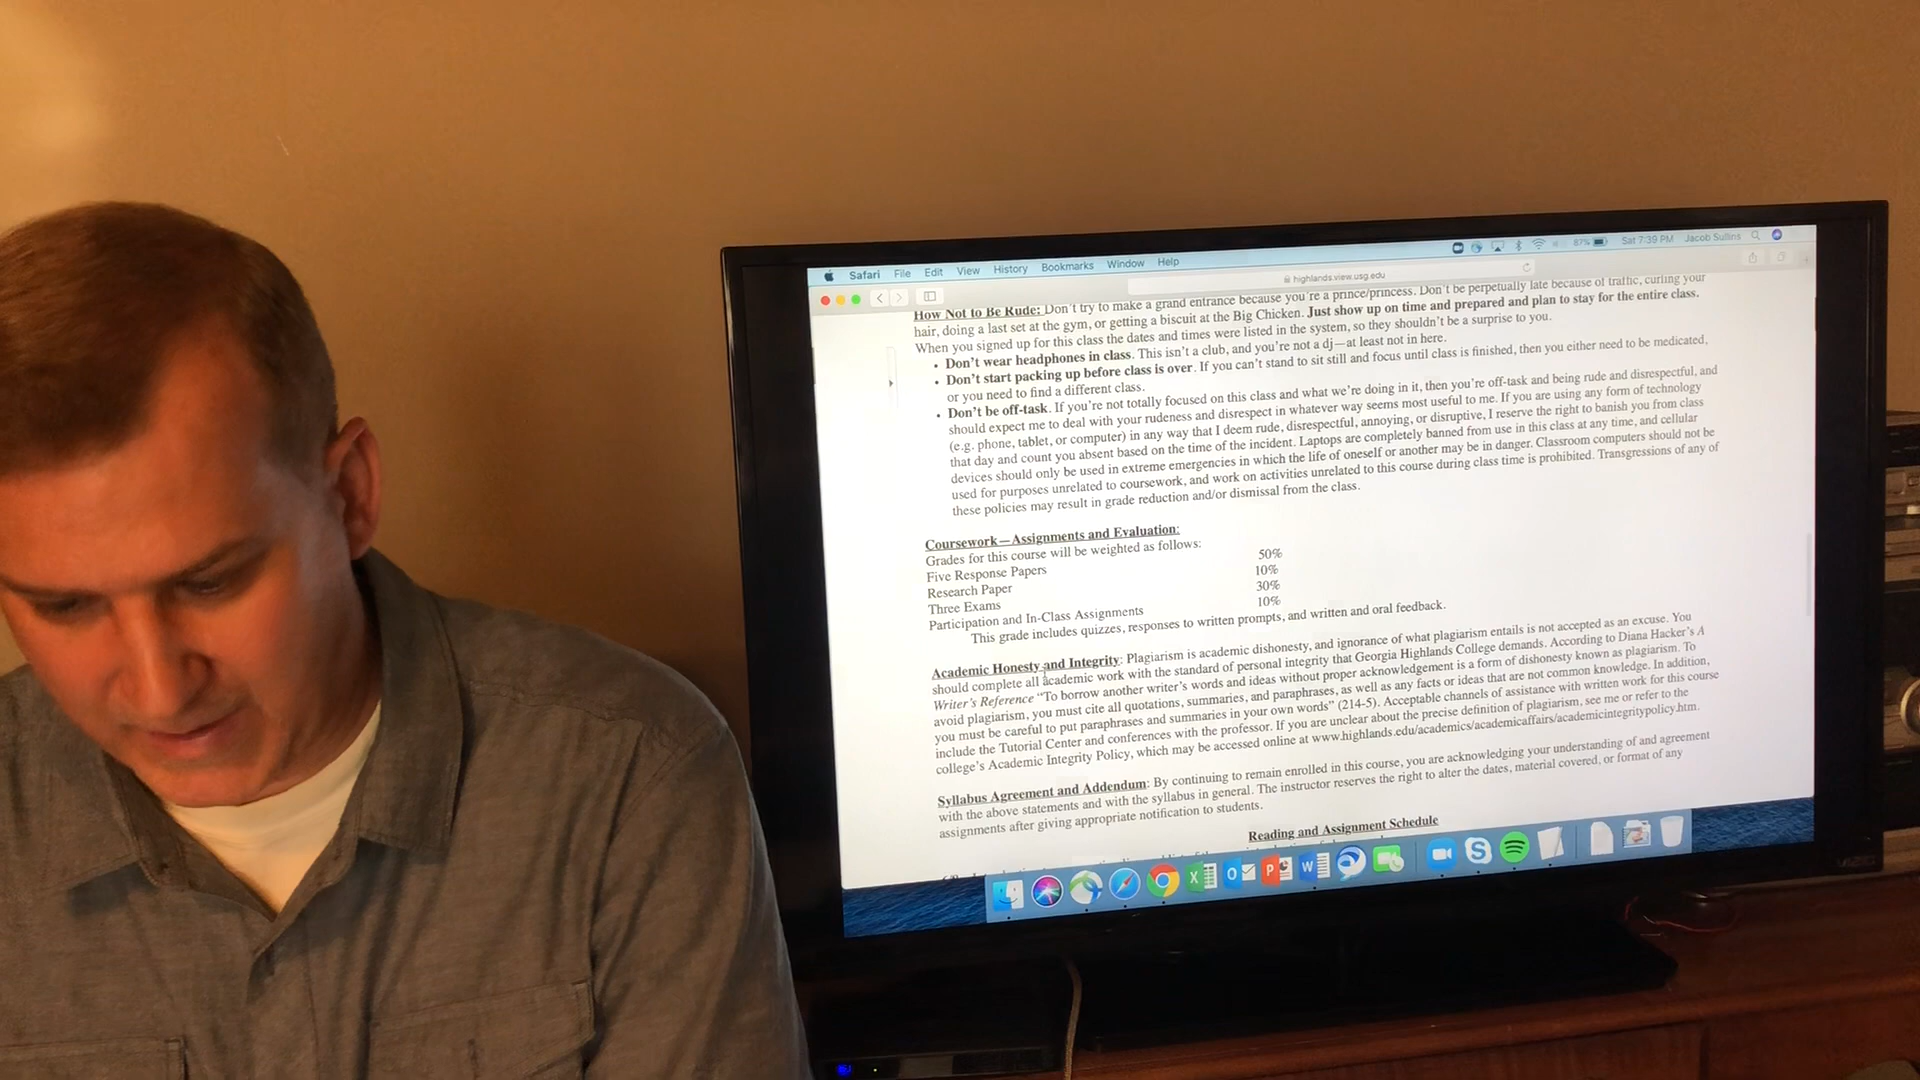 Safari File Edit View History Bookmarks Window Help 87% Sat 7:39 PM Jacob Sullins
highlands.view.usg.edu
How Not to Be Rude: Don't try to make a grand entrance because you're a prince/princess. Don't be perpetually late because of traffic, curling your
hair, doing a last set at the gym, or getting a biscuit at the Big Chicken. Just show up on time and prepared and plan to stay for the entire class.
When you signed up for this class the dates and times were listed in the system, so they shouldn't be a surprise to you.
• Don't wear headphones in class. This isn't a club, and you're not a dj—at least not in here.
• Don't start packing up before class is over. If you can't stand to sit still and focus until class is finished, then you either need to be medicated,
or you need to find a different class.
• Don't be off-task. If you're not totally focused on this class and what we're doing in it, then you're off-task and being rude and disrespectful, and
should expect me to deal with your rudeness and disrespect in whatever way seems most useful to me. If you are using any form of technology
(e.g. phone, tablet, or computer) in any way that I deem rude, disrespectful, annoying, or disruptive, I reserve the right to banish you from class
that day and count you absent based on the time of the incident. Laptops are completely banned from use in this class at any time, and cellular
devices should only be used in extreme emergencies in which the life of oneself or another may be in danger. Classroom computers should not be
used for purposes unrelated to coursework, and work on activities unrelated to this course during class time is prohibited. Transgressions of any of
these policies may result in grade reduction and/or dismissal from the class.
Coursework—Assignments and Evaluation:
Grades for this course will be weighted as follows:
Five Response Papers 50%
Research Paper 10%
Three Exams 30%
Participation and In-Class Assignments 10%
This grade includes quizzes, responses to written prompts, and written and oral feedback.
Academic Honesty and Integrity: Plagiarism is academic dishonesty, and ignorance of what plagiarism entails is not accepted as an excuse. You
should complete all academic work with the standard of personal integrity that Georgia Highlands College demands. According to Diana Hacker's A
Writer's Reference "To borrow another writer's words and ideas without proper acknowledgement is a form of dishonesty known as plagiarism. To
avoid plagiarism, you must cite all quotations, summaries, and paraphrases, as well as any facts or ideas that are not common knowledge. In addition,
you must be careful to put paraphrases and summaries in your own words" (214-5). Acceptable channels of assistance with written work for this course
include the Tutorial Center and conferences with the professor. If you are unclear about the precise definition of plagiarism, see me or refer to the
college's Academic Integrity Policy, which may be accessed online at www.highlands.edu/academics/academicaffairs/academicintegritypolicy.htm.
Syllabus Agreement and Addendum: By continuing to remain enrolled in this course, you are acknowledging your understanding of and agreement
with the above statements and with the syllabus in general. The instructor reserves the right to alter the dates, material covered, or format of any
assignments after giving appropriate notification to students.
Reading and Assignment Schedule
VIZIO